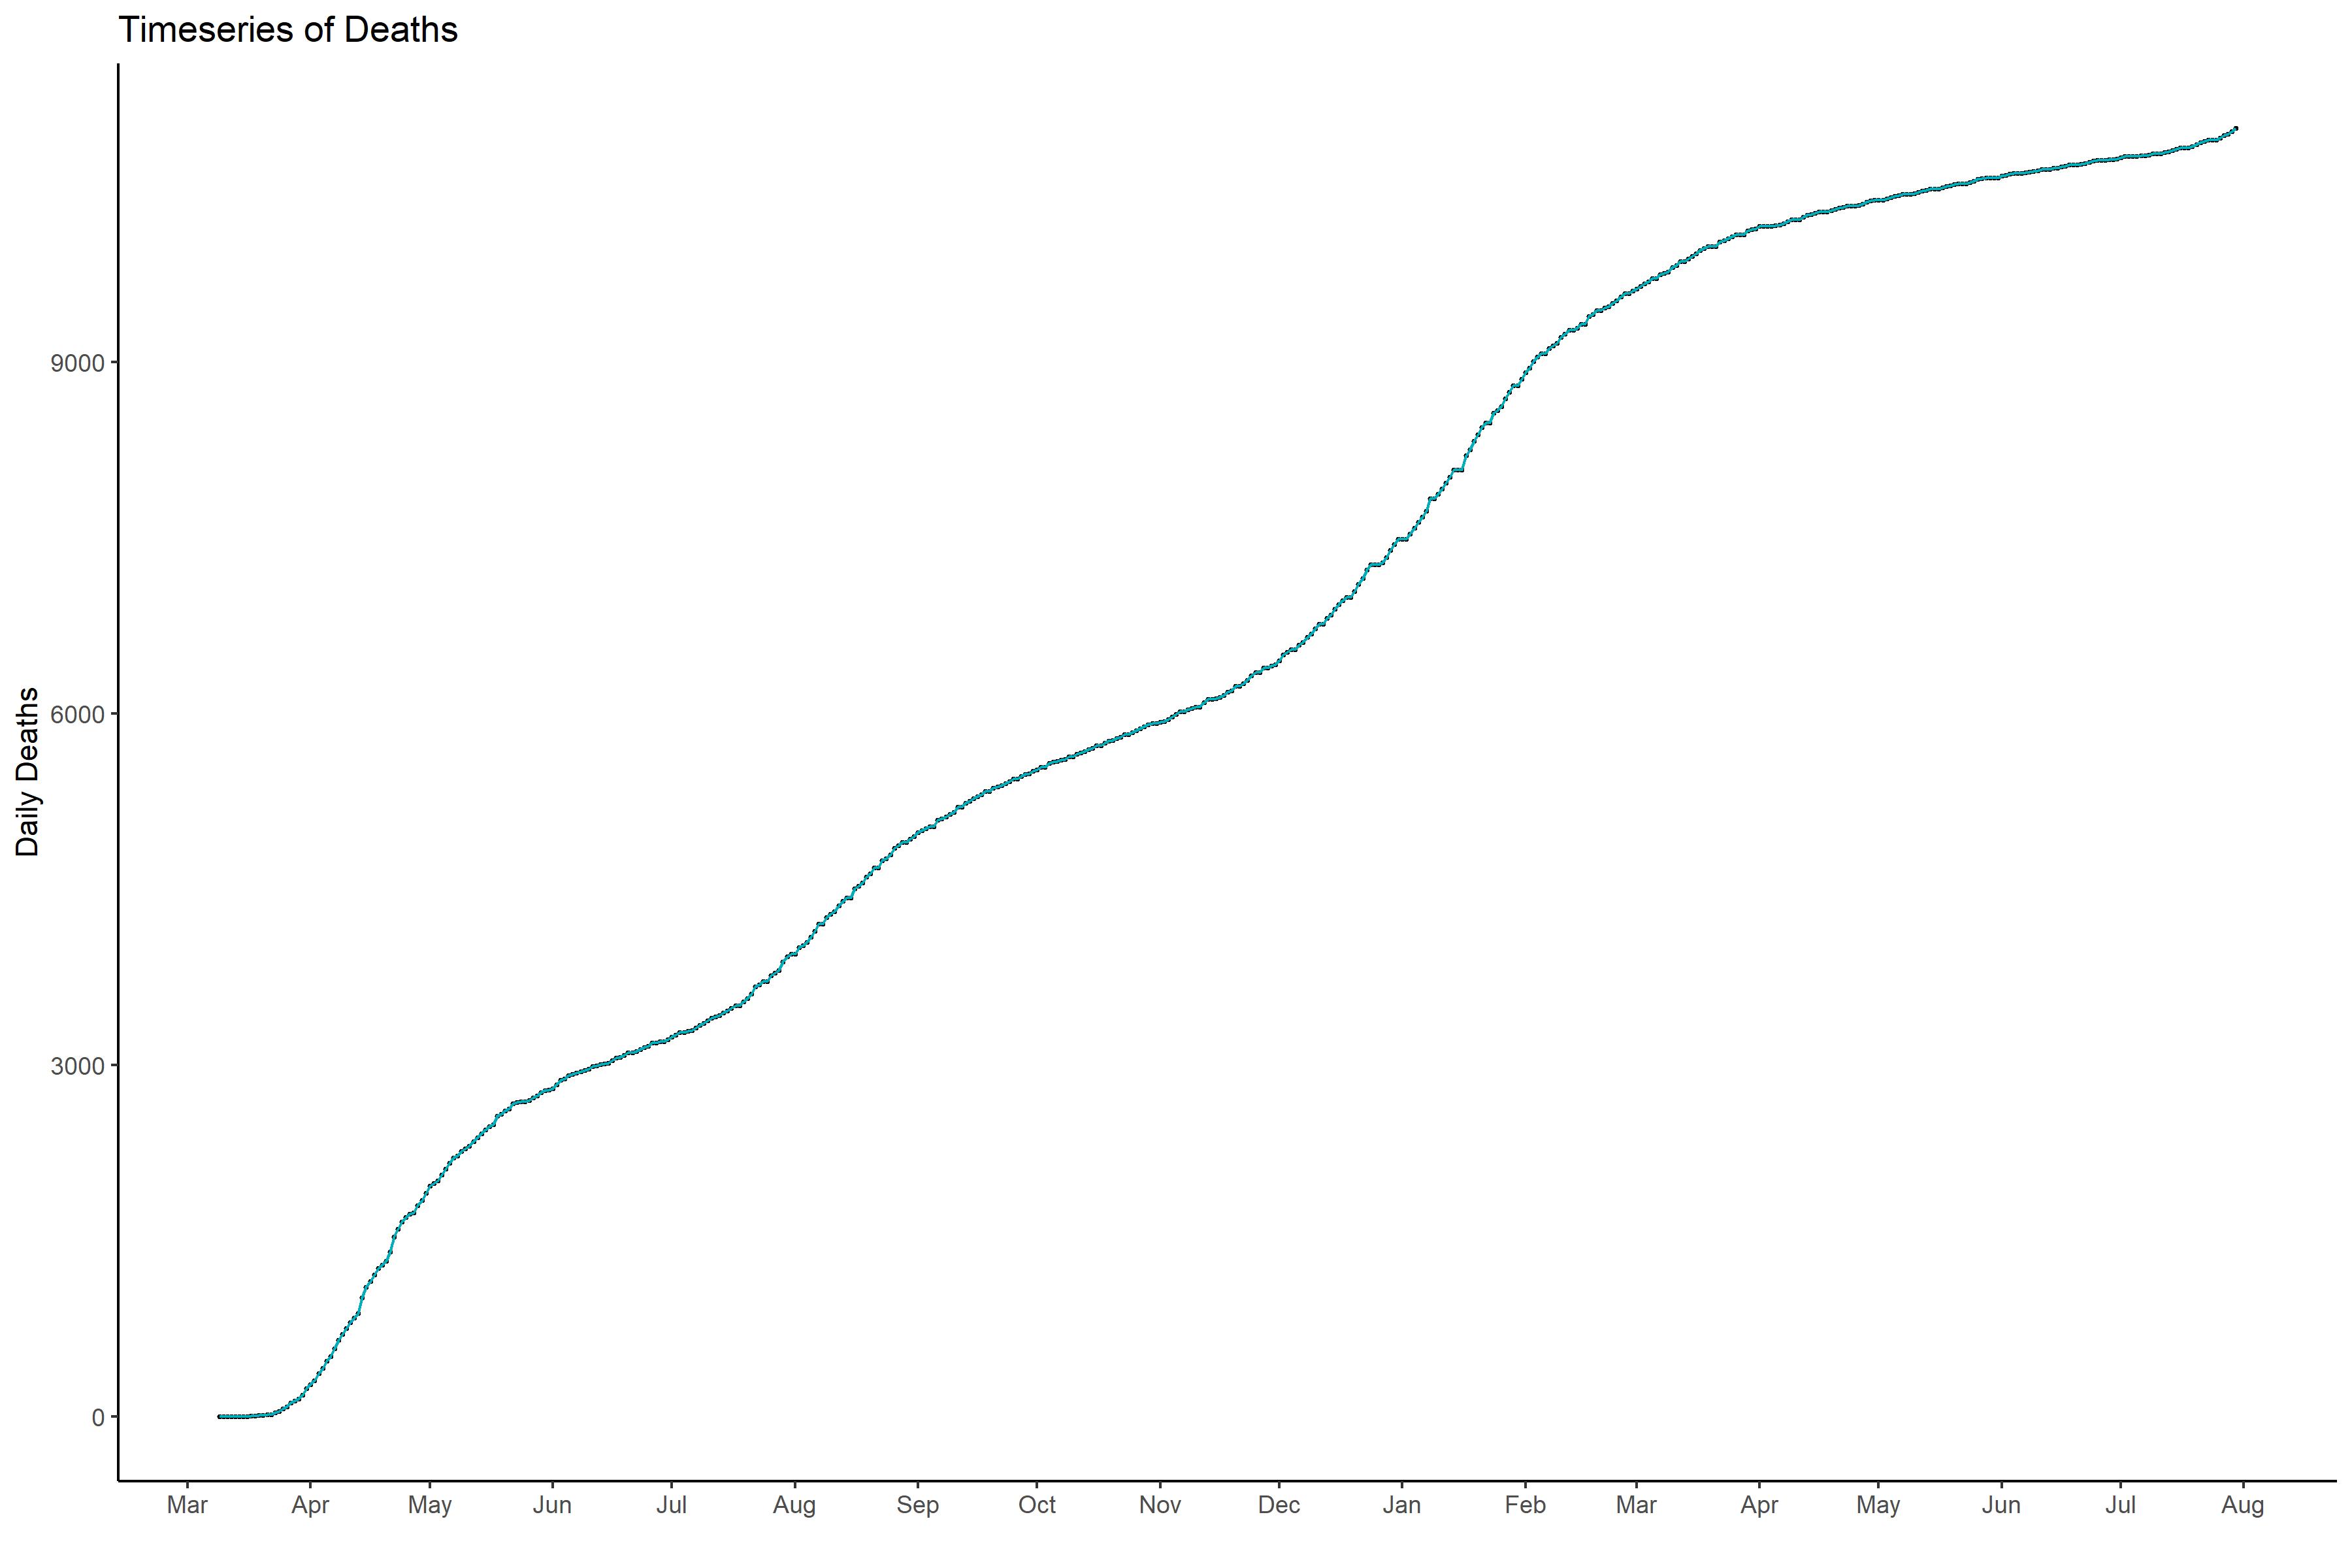 Timeseries of Deaths
Daily Deaths
9000
6000
3000
0
Mar Apr May Jun Jul Aug Sep Oct Nov Dec Jan Feb Mar Apr May Jun Jul Aug